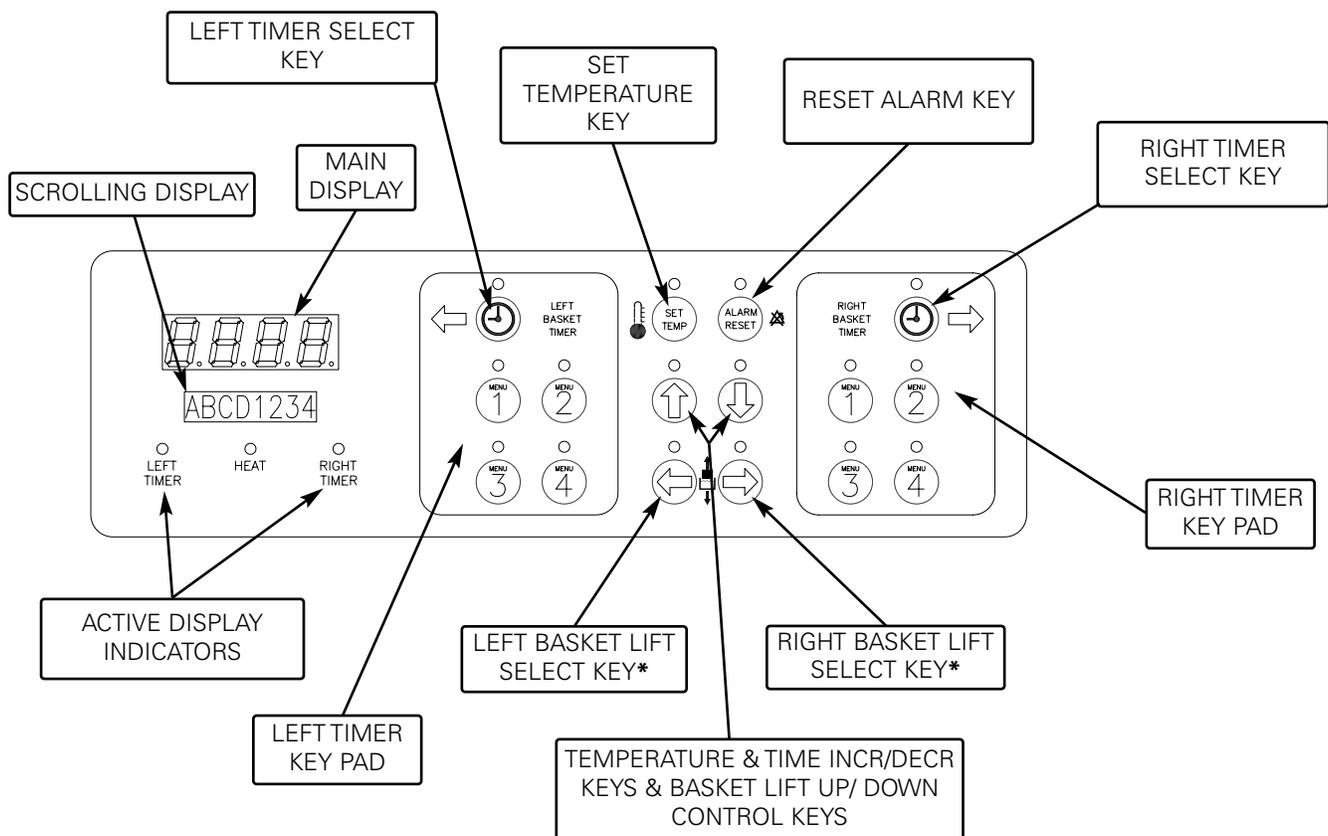 LEFT TIMER SELECT
KEY
SET
TEMPERATURE
KEY
RESET ALARM KEY
RIGHT TIMER
SELECT KEY
MAIN
DISPLAY
SCROLLING DISPLAY
8.8.8.8
ABCD1234
LEFT
TIMER
HEAT
RIGHT
TIMER
LEFT
BASKET
TIMER
MENU
1
MENU
2
MENU
3
MENU
4
SET
TEMP
ALARM
RESET
RIGHT
BASKET
TIMER
MENU
1
MENU
2
MENU
3
MENU
4
RIGHT TIMER
KEY PAD
ACTIVE DISPLAY
INDICATORS
LEFT BASKET LIFT
SELECT KEY*
RIGHT BASKET LIFT
SELECT KEY*
LEFT TIMER
KEY PAD
TEMPERATURE & TIME INCR/DECR
KEYS & BASKET LIFT UP/ DOWN
CONTROL KEYS